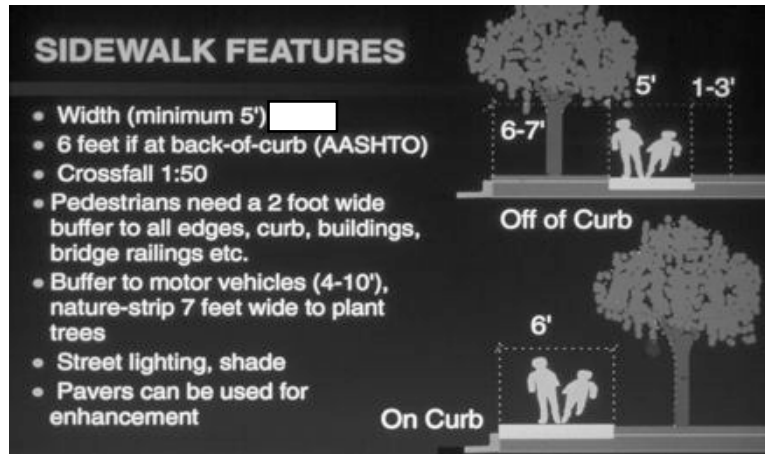 SIDEWALK FEATURES
• Width (minimum 5')
• 6 feet if at back-of-curb (AASHTO)
• Crossfall 1:50
• Pedestrians need a 2 foot wide
buffer to all edges, curb, buildings,
bridge railings etc.
• Buffer to motor vehicles (4-10'),
nature-strip 7 feet wide to plant
trees
• Street lighting, shade
• Pavers can be used for
enhancement
5'
1-3'
6-7'
Off of Curb
6'
On Curb